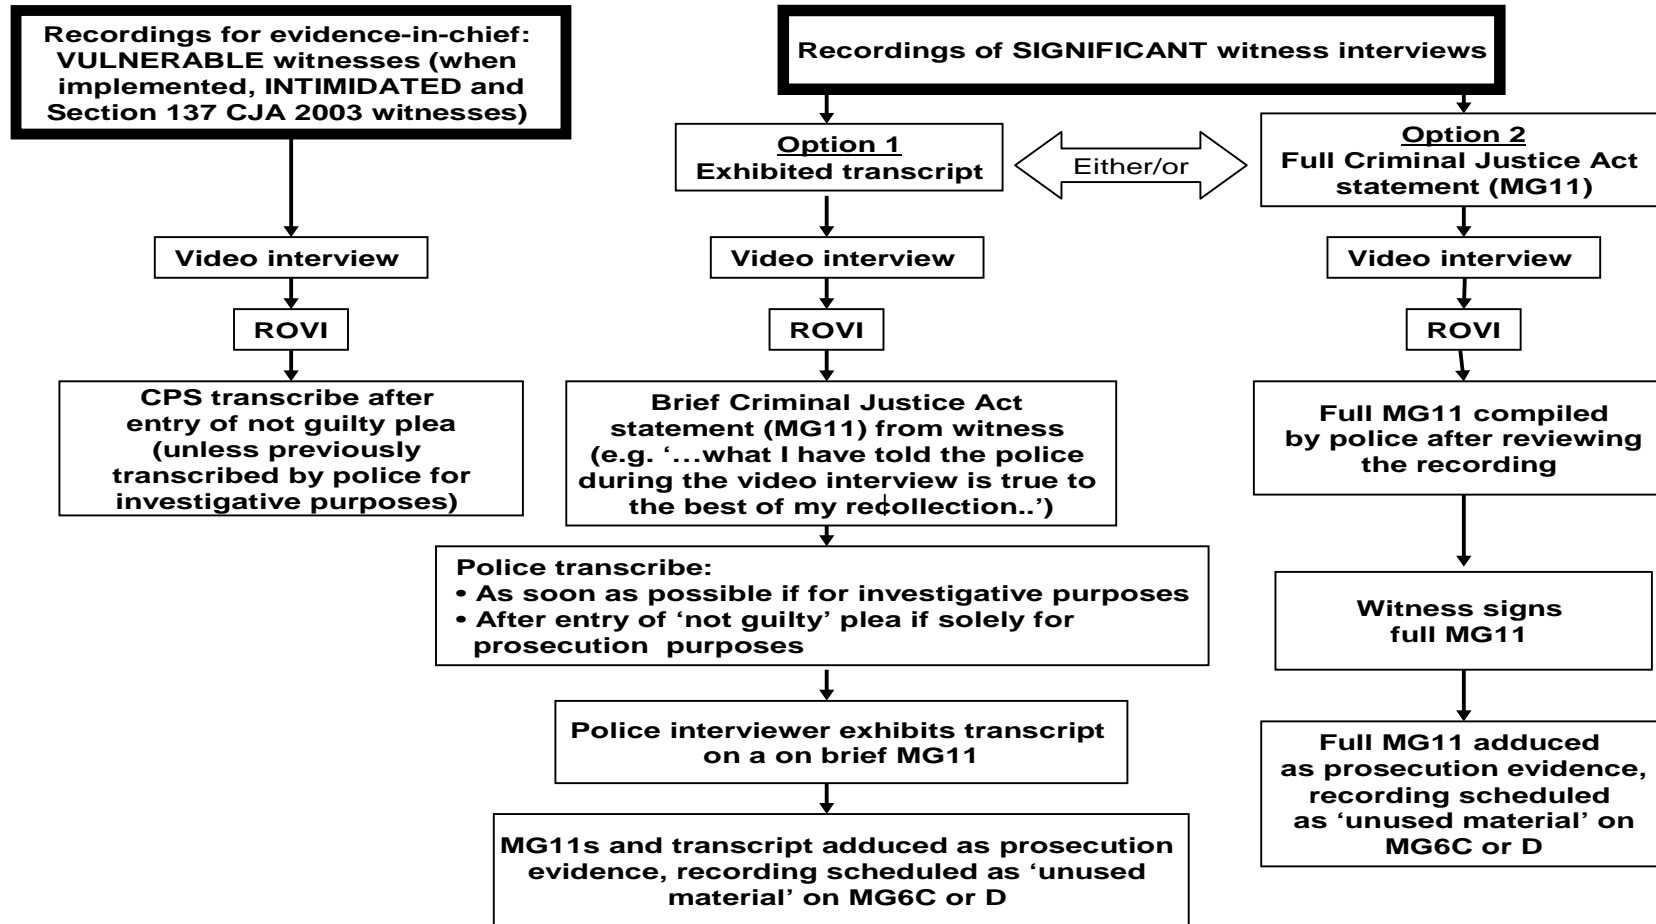 Recordings for evidence-in-chief:
VULNERABLE witnesses (when
implemented, INTIMIDATED and
Section 137 CJA 2003 witnesses)
Video interview
ROVI
CPS transcribe after
entry of not guilty plea
(unless previously
transcribed by police for
investigative purposes)
Recordings of SIGNIFICANT witness interviews
Option 1
Exhibited transcript
Either/or
Option 2
Full Criminal Justice Act
statement (MG11)
Video interview
ROVI
Brief Criminal Justice Act
statement (MG11) from witness
(e.g. ‘…what I have told the police
during the video interview is true to
the best of my recollection..’)
Police transcribe:
• As soon as possible if for investigative purposes
• After entry of ‘not guilty’ plea if solely for
prosecution purposes
Police interviewer exhibits transcript
on a on brief MG11
MG11s and transcript adduced as prosecution
evidence, recording scheduled as ‘unused
material’ on MG6C or D
Video interview
ROVI
Full MG11 compiled
by police after reviewing
the recording
Witness signs
full MG11
Full MG11 adduced
as prosecution evidence,
recording scheduled
as ‘unused material’ on
MG6C or D